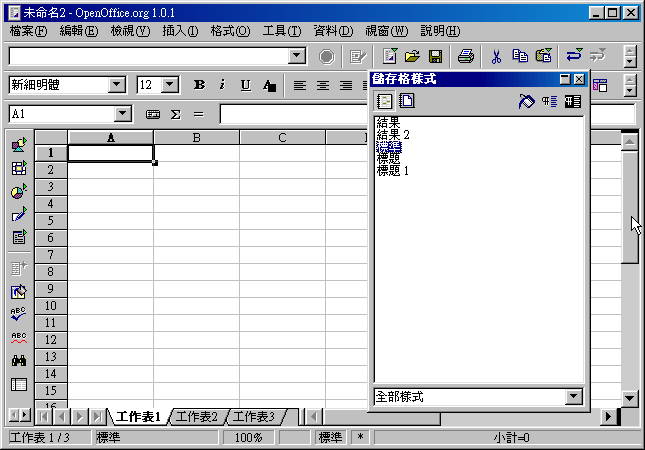 未命名2 - OpenOffice.org 1.0.1
檔案(F) 編輯(E) 檢視(V) 插入(I) 格式(O) 工具(T) 資料(D) 視窗(W) 說明(H)
新細明體 12 B i U A
儲存格樣式
A1 Σ =
結果
結果 2
標準
標題
標題 1
A B C
1
2
3
4
5
6
7
8
9
10
11
12
13
14
15
16
ABC
ABC
全部樣式
工作表1 工作表2 工作表3
工作表 1 / 3 標準 100% 標準 * 小計=0